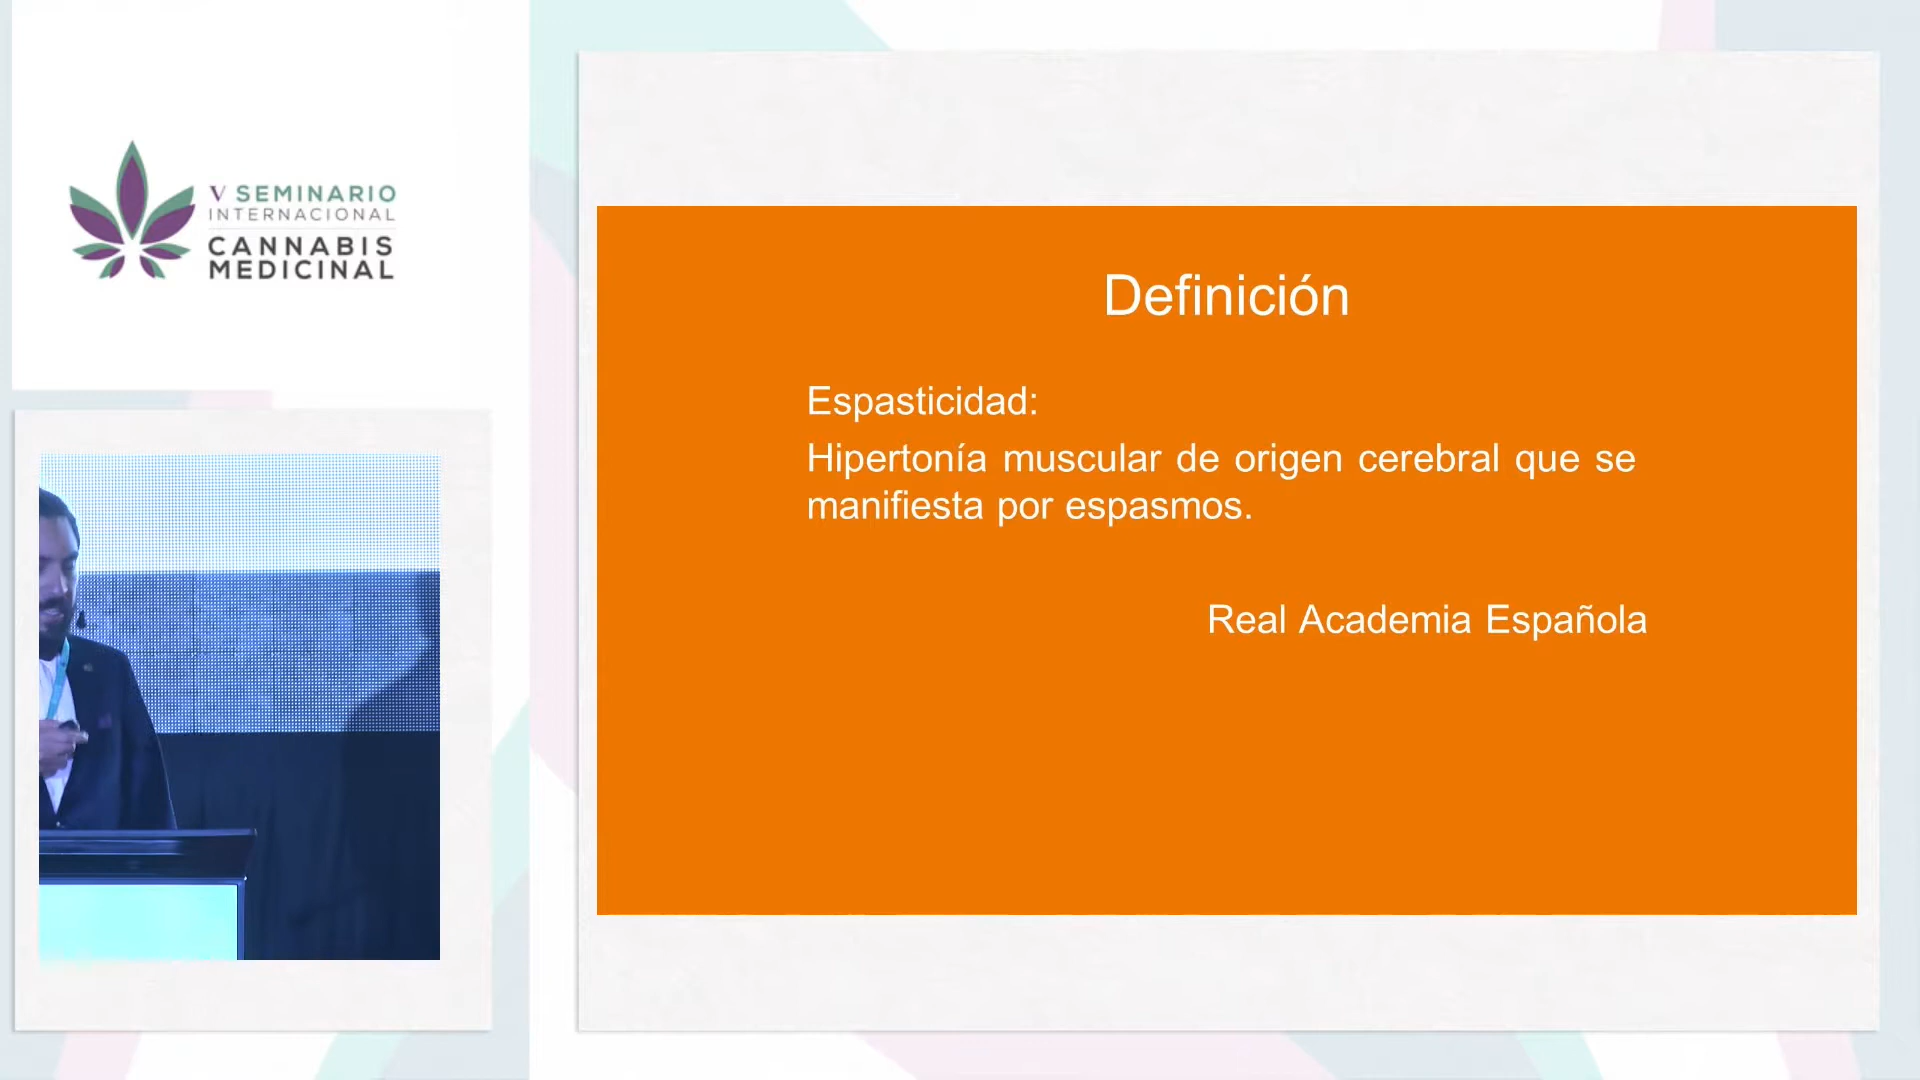 V SEMINARIO
INTERNACIONAL
CANNABIS
MEDICINAL
Definición
Espasticidad:
Hipertonía muscular de origen cerebral que se
manifiesta por espasmos.
Real Academia Española